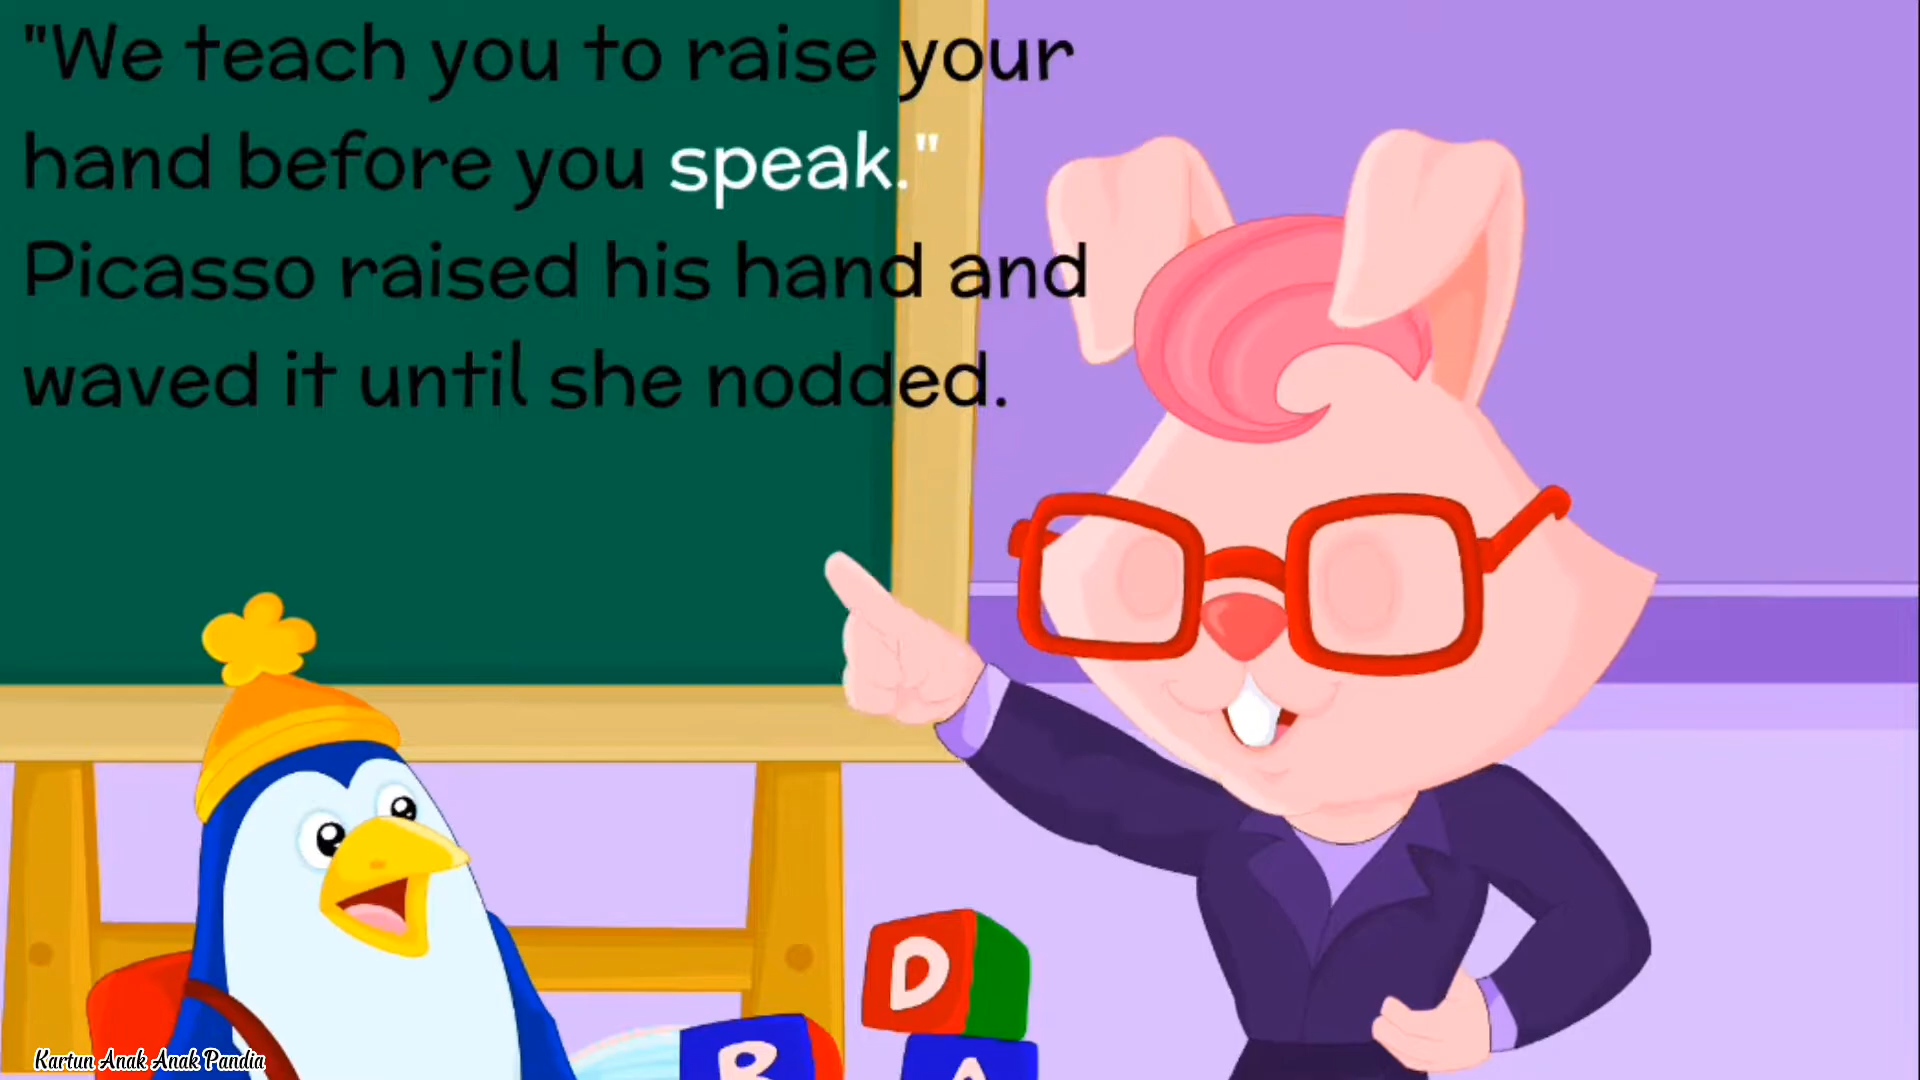 "We teach you to raise your
hand before you speak."
Picasso raised his hand and
waved it until she nodded.
D
B
A
Kartun Anak Anak Pandia